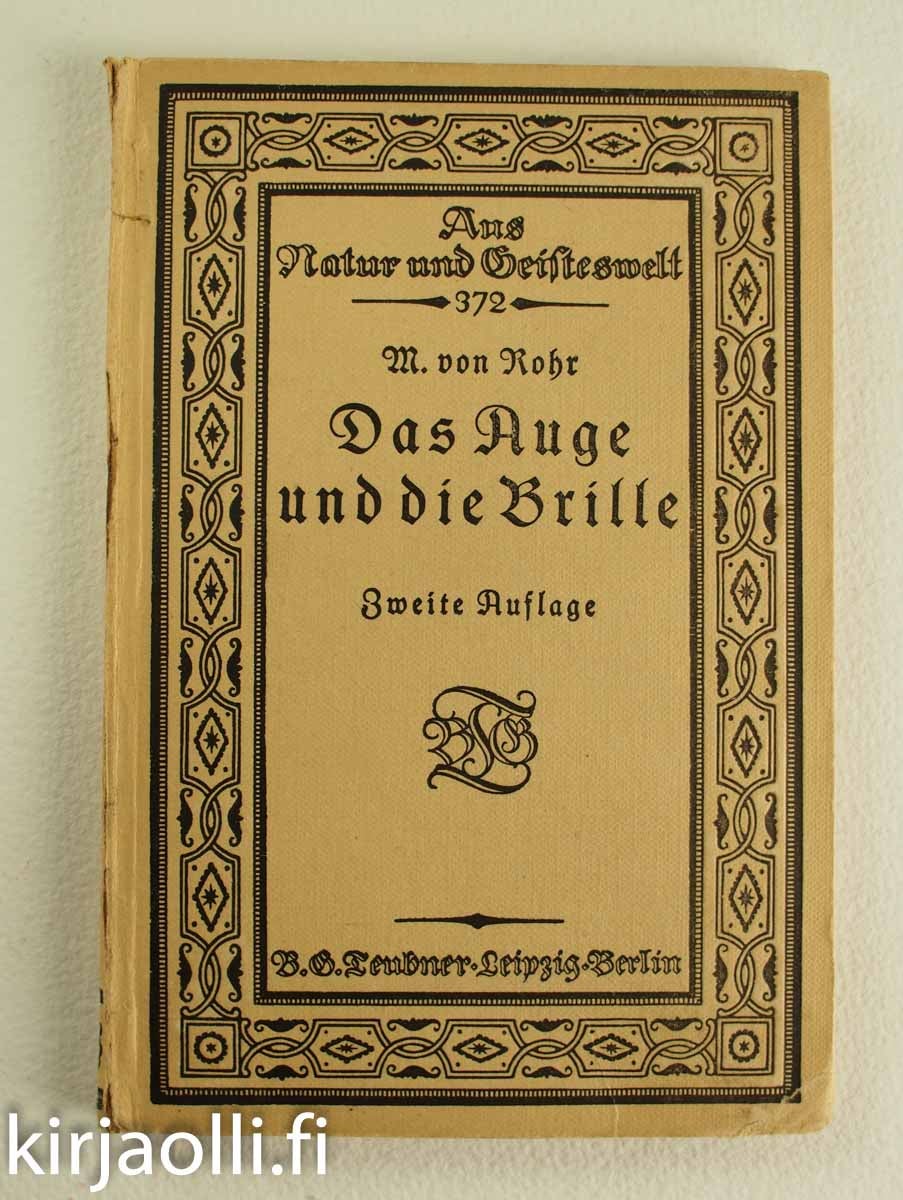 Aus
Natur und Geisteswelt
372
M. von Rohr
Das Auge
und die Brille
Zweite Auflage
BTG
B.G. Teubner·Leipzig·Berlin
kirjaolli.fi